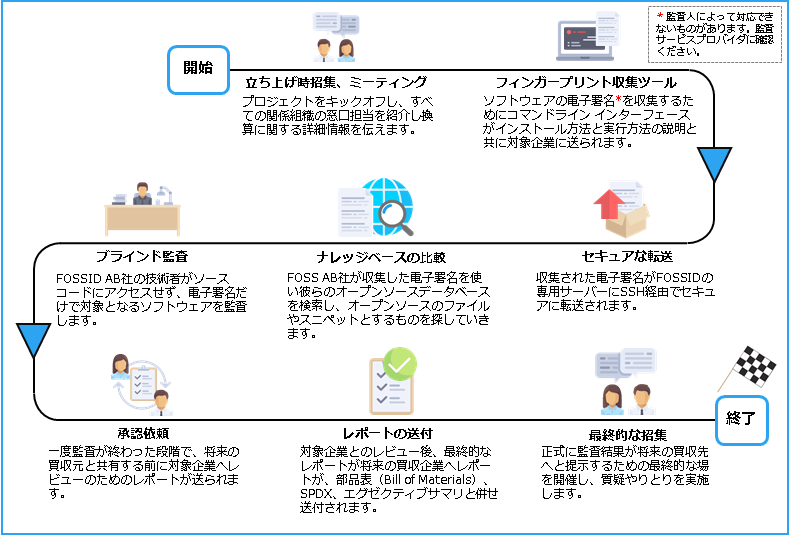 * 監査人によって対応でき
ないものがあります。監査
サービスプロバイダに確認
ください。
開始
立ち上げ時招集、ミーティング
プロジェクトをキックオフし、すべ
ての関係組織の窓口担当を紹介し換
算に関する詳細情報を伝えます。
フィンガープリント収集ツール
ソフトウェアの電子署名*を収集するた
めにコマンドライン インターフェース
がインストール方法と実行方法の説明と
共に対象企業に送られます。
セキュアな転送
収集された電子署名がFOSSIDの
専用サーバーにSSH経由でセキュ
アに転送されます。
ナレッジベースの比較
FOSS AB社が収集した電子署名を使
い彼らのオープンソースデータベース
を検索し、オープンソースのファイル
やスニペットとするものを探していき
ます。
ブラインド監査
FOSSID AB社の技術者がソース
コードにアクセスせず、電子署名だ
けで対象となるソフトウェアを監査
します。
承認依頼
一度監査が終わった段階で、将来の
買収元と共有する前に対象企業へレ
ビューのためのレポートが送られま
す。
レポートの送付
対象企業とのレビュー後、最終的な
レポートが将来の買収企業へレポー
トが、部品表（Bill of Materials）、
SPDX、エグゼクティブサマリと併せ
送付されます。
最終的な招集
正式に監査結果が将来の買収先
へと提示するための最終的な場
を開催し、質疑やりとりを実施
します。
終了